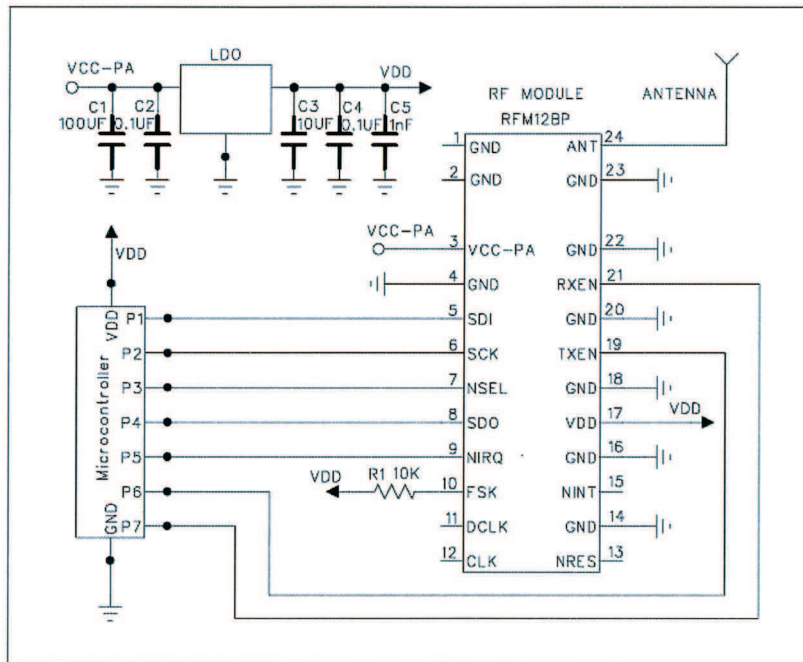 LDO
VCC-PA
VDD
C1
100UF
C2
0.1UF
C3
10UF
C4
0.1UF
C5
1nF
RF MODULE
RFM12BP
ANTENNA
1 GND
2 GND
VCC-PA
3 VCC-PA
4 GND
5 SDI
6 SCK
7 NSEL
8 SDO
9 NIRQ
VDD R1 10K
10 FSK
11 DCLK
12 CLK
ANT 24
GND 23
GND 22
RXEN 21
GND 20
TXEN 19
GND 18
VDD 17
VDD
GND 16
NINT 15
GND 14
NRES 13
VDD
VDD
Microcontroller
GND
P1
P2
P3
P4
P5
P6
P7